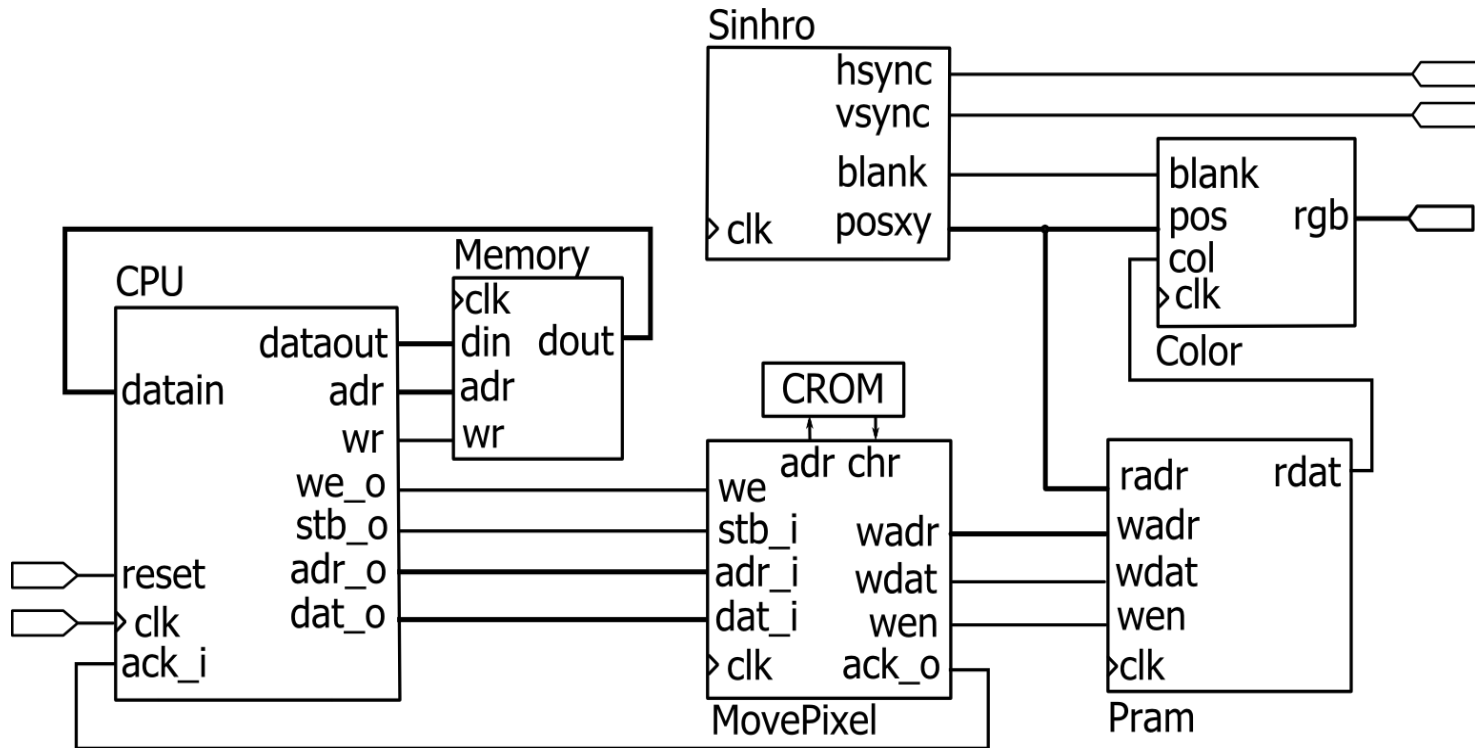 Sinhro
hsync
vsync
blank
clk posxy
blank
pos rgb
col
clk
Color
CPU
datain
dataout
adr
wr
we_o
stb_o
reset adr_o
clk dat_o
ack_i
Memory
clk
din dout
adr
wr
CROM
adr chr
we
stb_i wadr
adr_i wdat
dat_i wen
clk ack_o
MovePixel
radr rdat
wadr
wdat
wen
clk
Pram